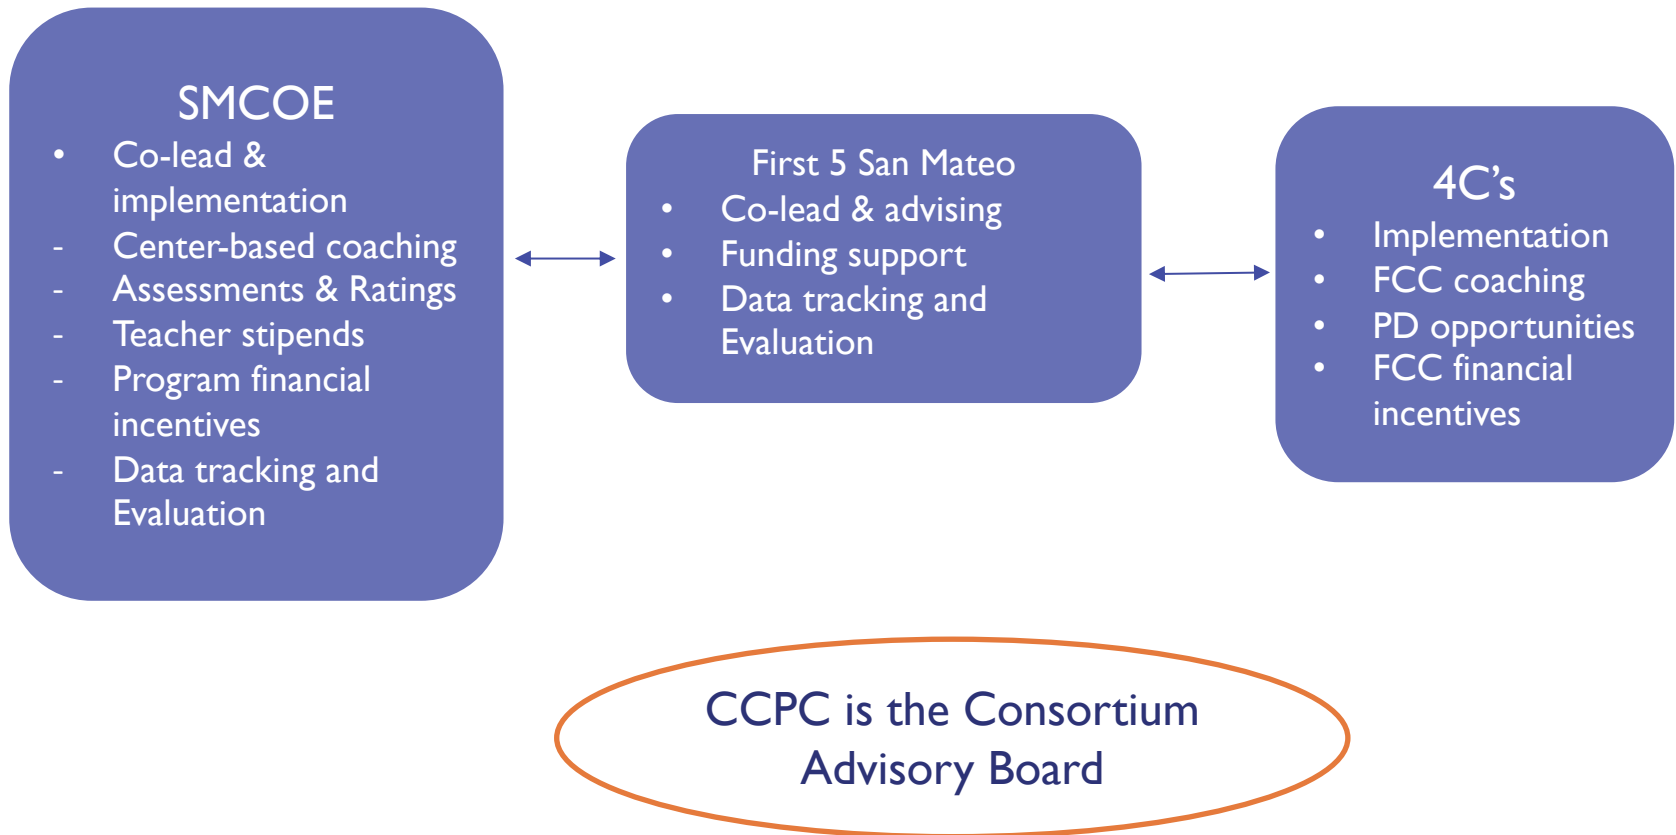 SMCOE
• Co-lead &
implementation
- Center-based coaching
- Assessments & Ratings
- Teacher stipends
- Program financial
incentives
- Data tracking and
Evaluation
First 5 San Mateo
• Co-lead & advising
• Funding support
• Data tracking and
Evaluation
4C’s
• Implementation
• FCC coaching
• PD opportunities
• FCC financial
incentives
CCPC is the Consortium
Advisory Board